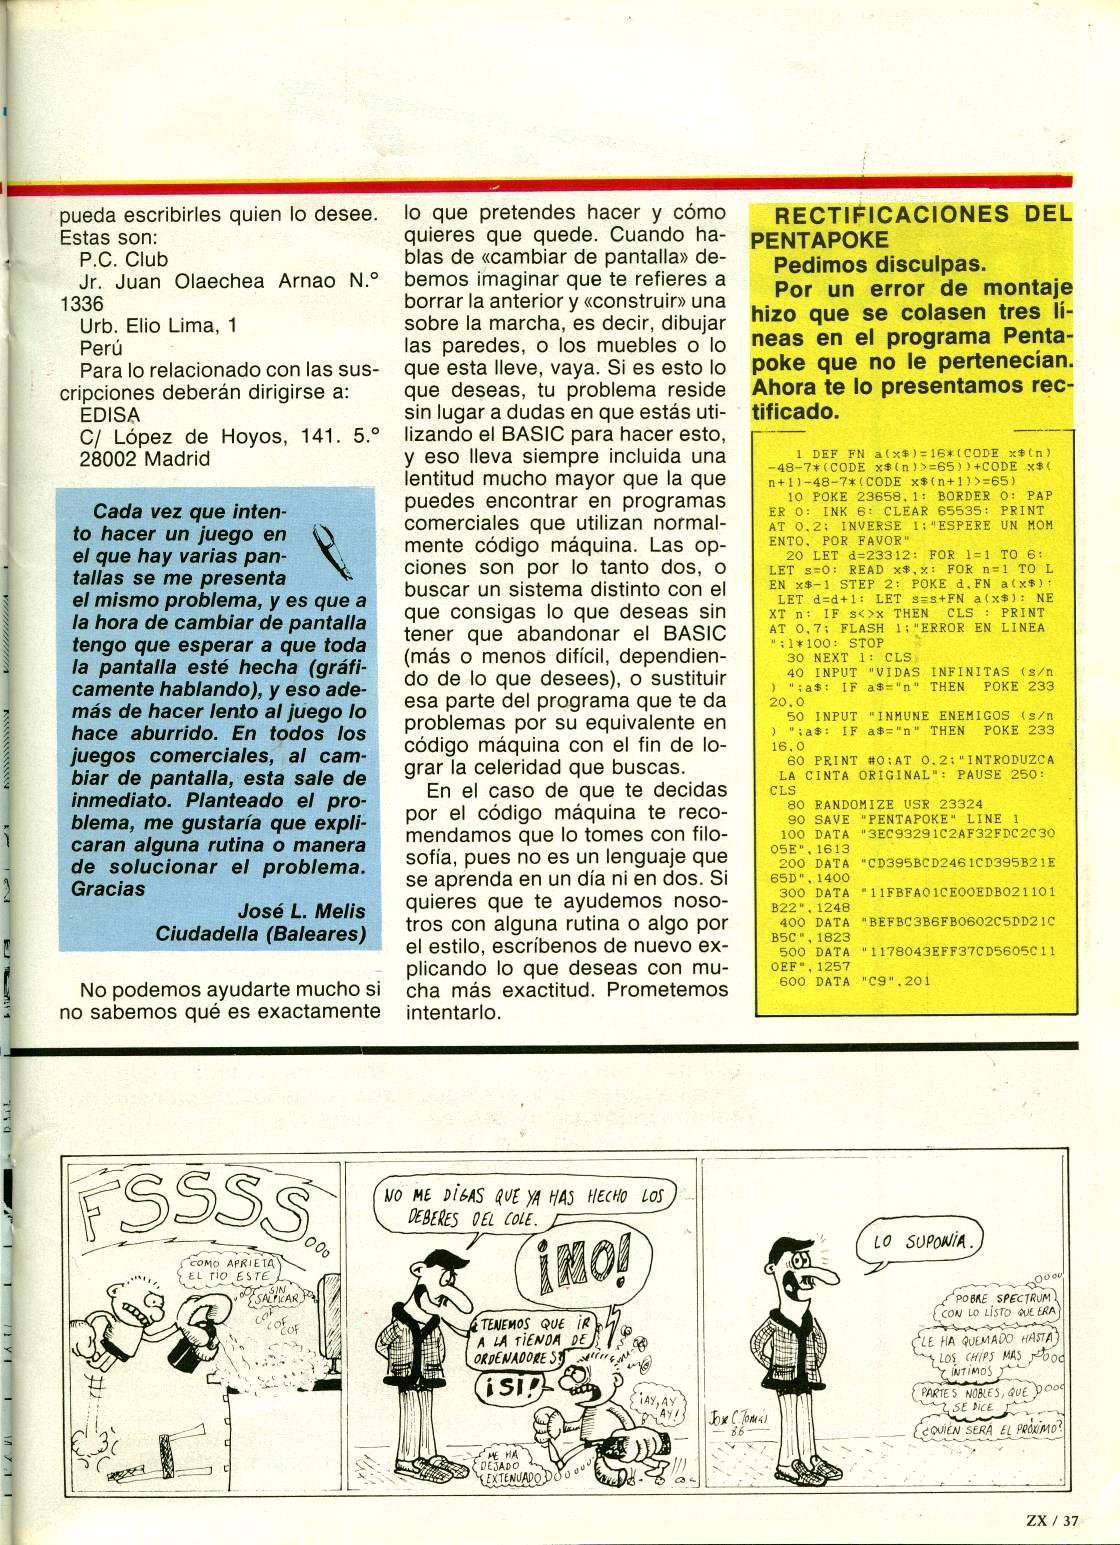 pueda escribirles quien lo desee.
Estas son:
P.C. Club
Jr. Juan Olaechea Arnao N.º
1336
Urb. Elio Lima, 1
Perú
Para lo relacionado con las sus-
cripciones deberán dirigirse a:
EDISA
C/ López de Hoyos, 141. 5.º
28002 Madrid
Cada vez que inten-
to hacer un juego en
el que hay varias pan-
tallas se me presenta
el mismo problema, y es que a
la hora de cambiar de pantalla
tengo que esperar a que toda
la pantalla esté hecha (gráfi-
camente hablando), y eso ade-
más de hacer lento al juego lo
hace aburrido. En todos los
juegos comerciales, al cam-
biar de pantalla, esta sale de
inmediato. Planteado el pro-
blema, me gustaría que expli-
caran alguna rutina o manera
de solucionar el problema.
Gracias
José L. Melis
Ciudadella (Baleares)
No podemos ayudarte mucho si
no sabemos qué es exactamente
lo que pretendes hacer y cómo
quieres que quede. Cuando ha-
blas de «cambiar de pantalla» de-
bemos imaginar que te refieres a
borrar la anterior y «construir» una
sobre la marcha, es decir, dibujar
las paredes, o los muebles o lo
que esta lleve, vaya. Si es esto lo
que deseas, tu problema reside
sin lugar a dudas en que estás uti-
lizando el BASIC para hacer esto,
y eso lleva siempre incluida una
lentitud mucho mayor que la que
puedes encontrar en programas
comerciales que utilizan normal-
mente código máquina. Las op-
ciones son por lo tanto dos, o
buscar un sistema distinto con el
que consigas lo que deseas sin
tener que abandonar el BASIC
(más o menos difícil, dependien-
do de lo que desees), o sustituir
esa parte del programa que te da
problemas por su equivalente en
código máquina con el fin de lo-
grar la celeridad que buscas.
En el caso de que te decidas
por el código máquina te reco-
mendamos que lo tomes con filo-
sofía, pues no es un lenguaje que
se aprenda en un día ni en dos. Si
quieres que te ayudemos noso-
tros con alguna rutina o algo por
el estilo, escríbenos de nuevo ex-
plicando lo que deseas con mu-
cha más exactitud. Prometemos
intentarlo.
RECTIFICACIONES DEL
PENTAPOKE
Pedimos disculpas.
Por un error de montaje
hizo que se colasen tres lí-
neas en el programa Penta-
poke que no le pertenecían.
Ahora te lo presentamos rec-
tificado.
1 DEF FN a(x$)=16*(CODE x$(n)
-48-7*(CODE x$(n)>=65))+CODE x$(
n+1)-48-7*(CODE x$(n+1)>=65)
10 POKE 23658,1: BORDER 0: PAP
ER 0: INK 6: CLEAR 65535: PRINT
AT 0,2; INVERSE 1;"ESPERE UN MOM
ENTO, POR FAVOR"
20 LET d=23312: FOR l=1 TO 6:
LET s=0: READ x$,x: FOR n=1 TO L
EN x$-1 STEP 2: POKE d,FN a(x$):
LET d=d+1: LET s=s+FN a(x$): NE
XT n: IF s<>x THEN  CLS : PRINT
AT 0,7; FLASH 1;"ERROR EN LINEA
";l*100: STOP
30 NEXT l: CLS
40 INPUT "VIDAS INFINITAS (s/n
) ";a$: IF a$="n" THEN  POKE 233
20,0
50 INPUT "INMUNE ENEMIGOS (s/n
) ";a$: IF a$="n" THEN  POKE 233
16,0
60 PRINT #0;AT 0,2;"INTRODUZCA
LA CINTA ORIGINAL": PAUSE 250:
CLS
80 RANDOMIZE USR 23324
90 SAVE "PENTAPOKE" LINE 1
100 DATA "3EC93291C2AF32FDC2C30
05E",1613
200 DATA "CD395BCD2461CD395B21E
65D",1400
300 DATA "11FBFA01CE00EDB021101
B22",1248
400 DATA "BEFBC3B6FB0602C5DD21C
B5C",1823
500 DATA "1178043EFF37CD5605C11
0EF",1257
600 DATA "C9",201
FSSSS...
COMO APRIETA
EL TIO ESTE
SIN
SALPICAR
COF
COF
COF
NO ME DIGAS QUE YA HAS HECHO LOS
DEBERES DEL COLE.
¡NO!
¿TENEMOS QUE IR
A LA TIENDA DE
ORDENADORES?
¡SI!
¡AY, AY
AY!
ME HA
DEJADO
EXTENUADO
LO SUPONIA.
POBRE SPECTRUM
CON LO LISTO QUE ERA
LE HA QUEMADO HASTA
LOS CHIPS MAS
INTIMOS
PARTES NOBLES, QUE
SE DICE
¿QUIEN SERA EL PROXIMO?
JOSE C. TOMAS
86
ZX / 37